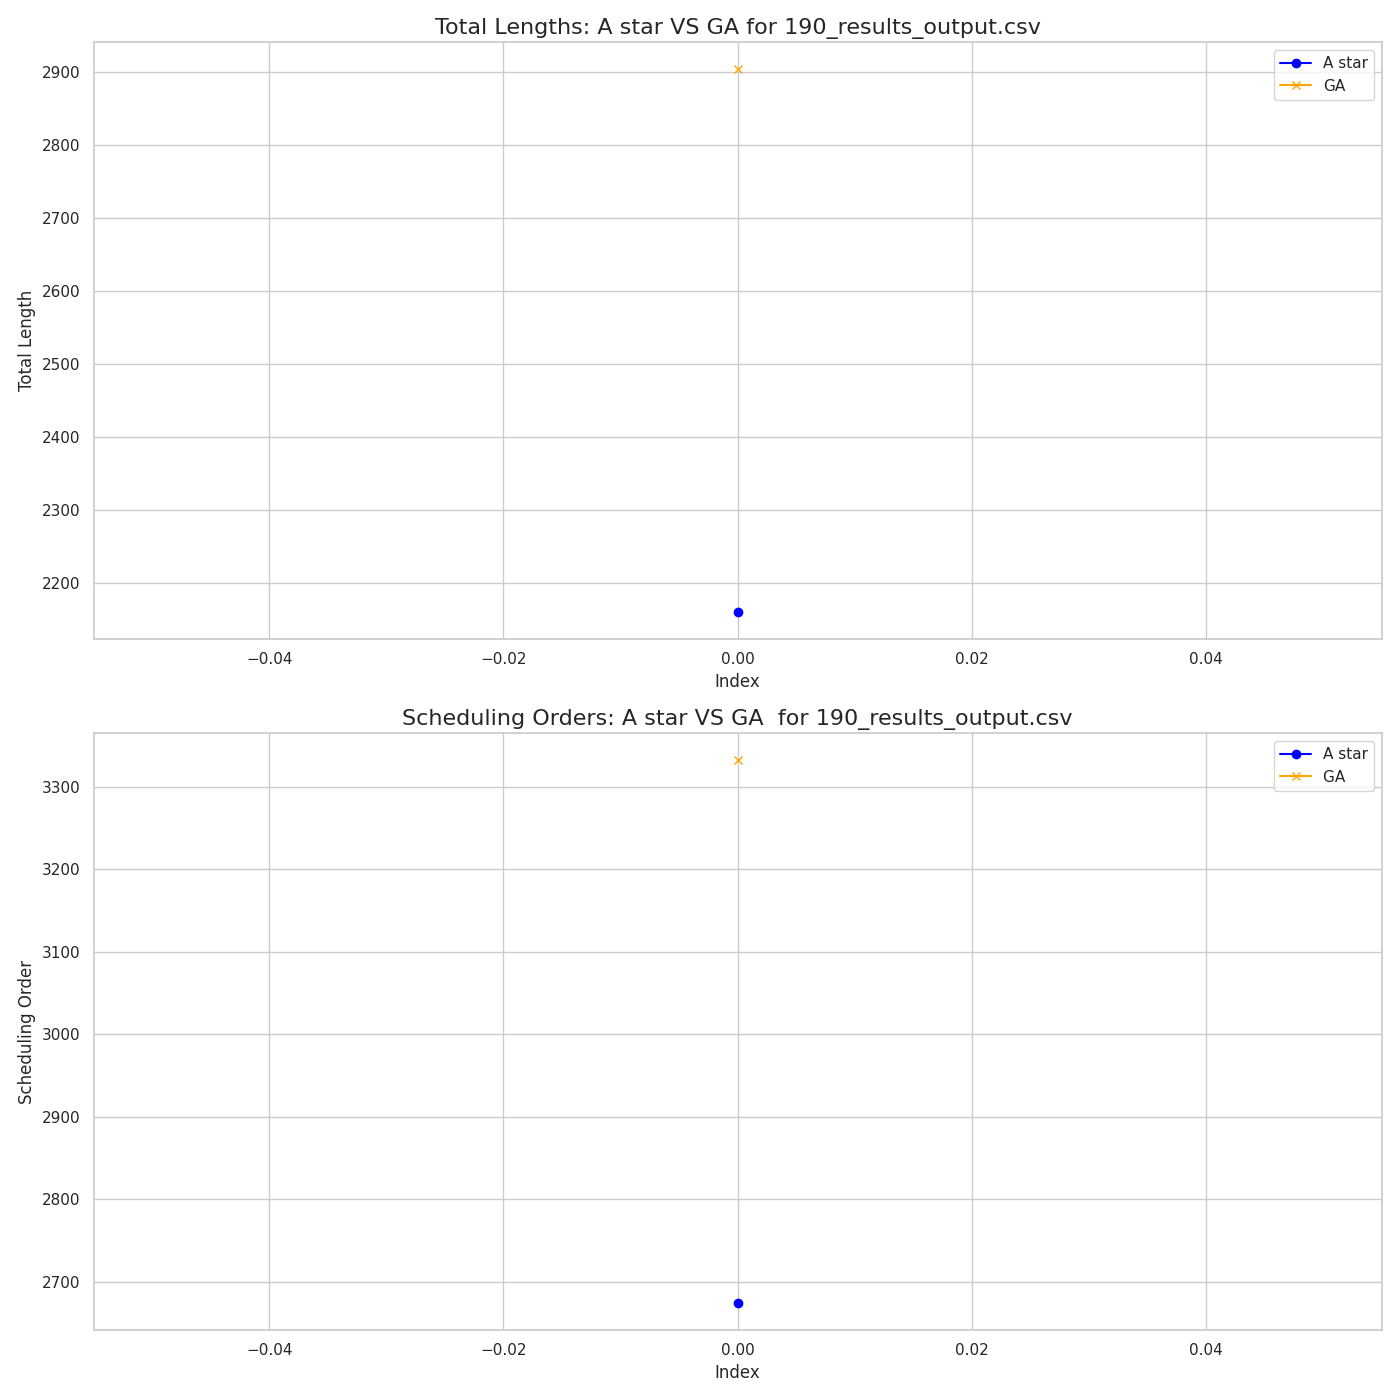 Total Lengths: A star VS GA for 190_results_output.csv
A star
GA
2900
2800
2700
2600
2500
2400
2300
2200
Total Length
−0.04
−0.02
0.00
0.02
0.04
Index
Scheduling Orders: A star VS GA  for 190_results_output.csv
A star
GA
3300
3200
3100
3000
2900
2800
2700
Scheduling Order
−0.04
−0.02
0.00
0.02
0.04
Index